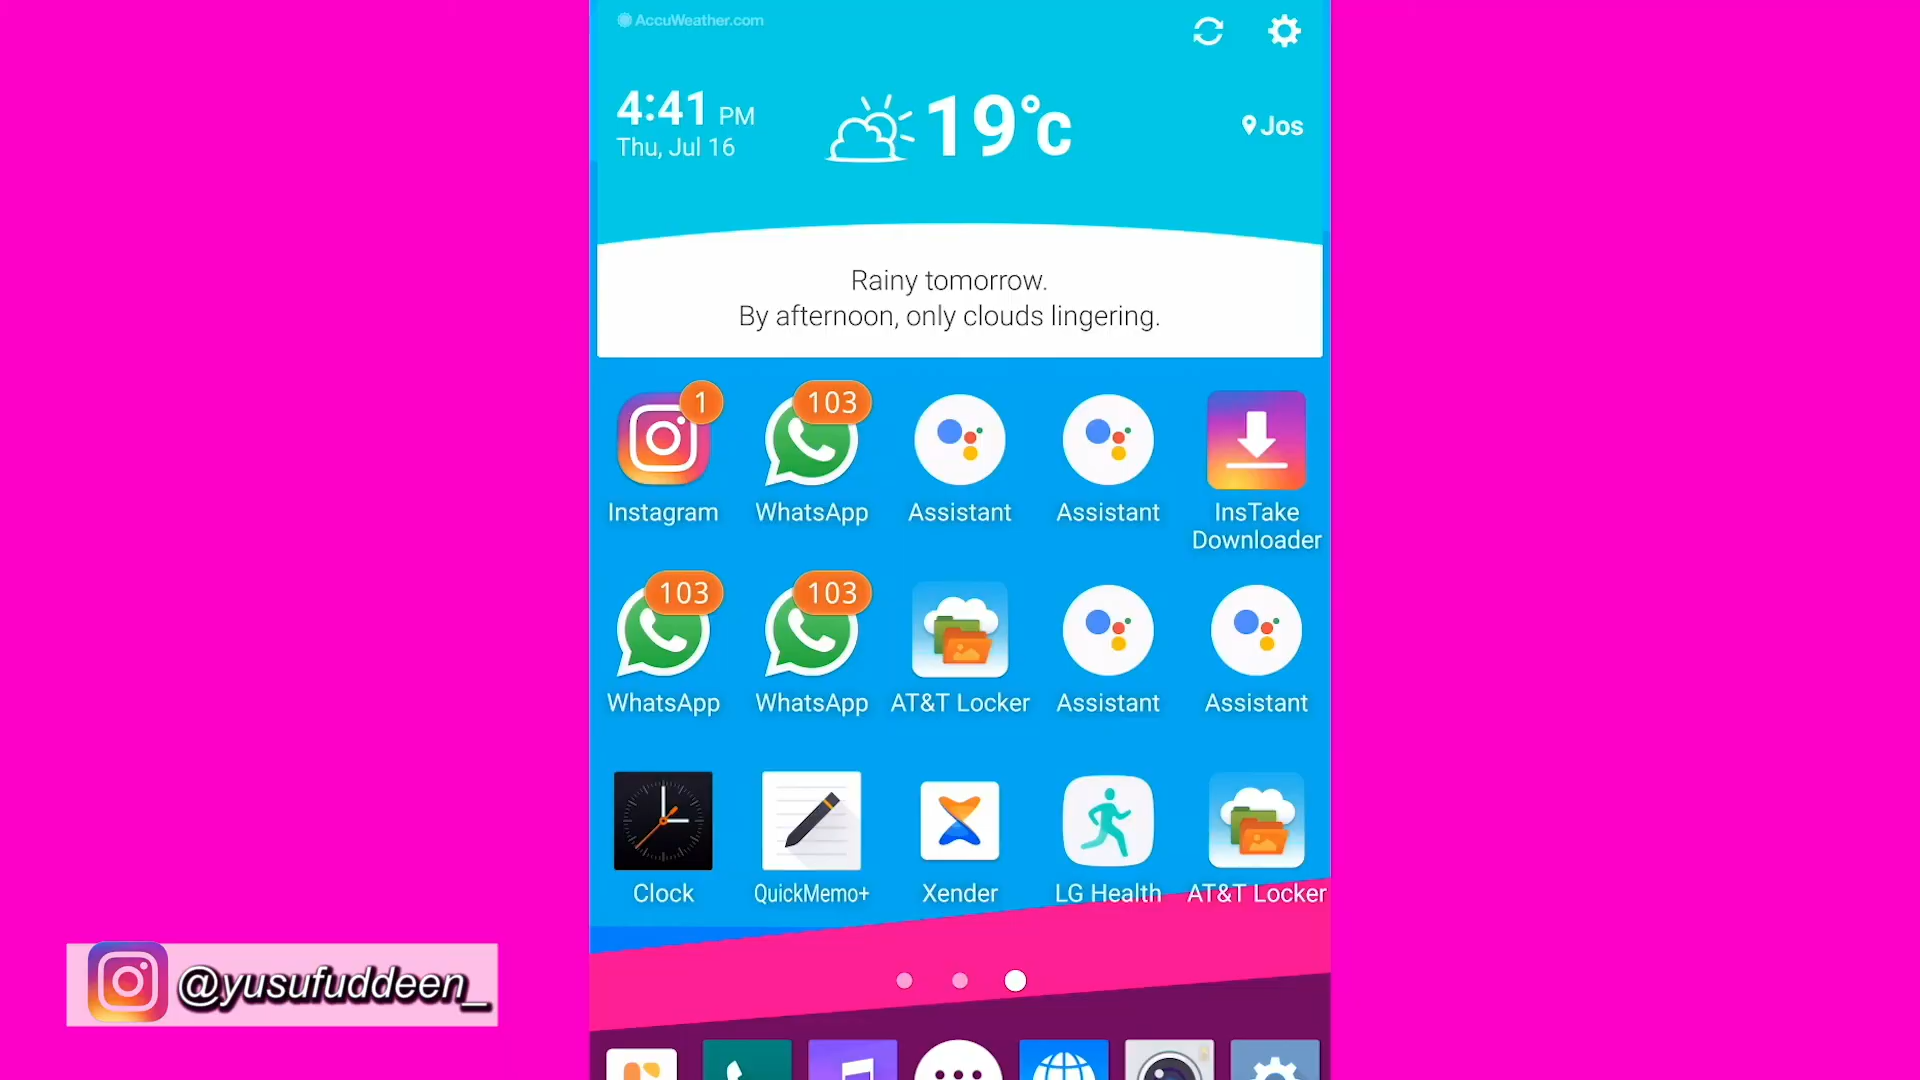 AccuWeather.com
4:41 PM
Thu, Jul 16
19°C
Jos
Rainy tomorrow.
By afternoon, only clouds lingering.
1
103
Instagram
WhatsApp
Assistant
Assistant
InsTake
Downloader
103
103
WhatsApp
WhatsApp
AT&T Locker
Assistant
Assistant
Clock
QuickMemo+
Xender
LG Health
AT&T Locker
@yusufuddeen_